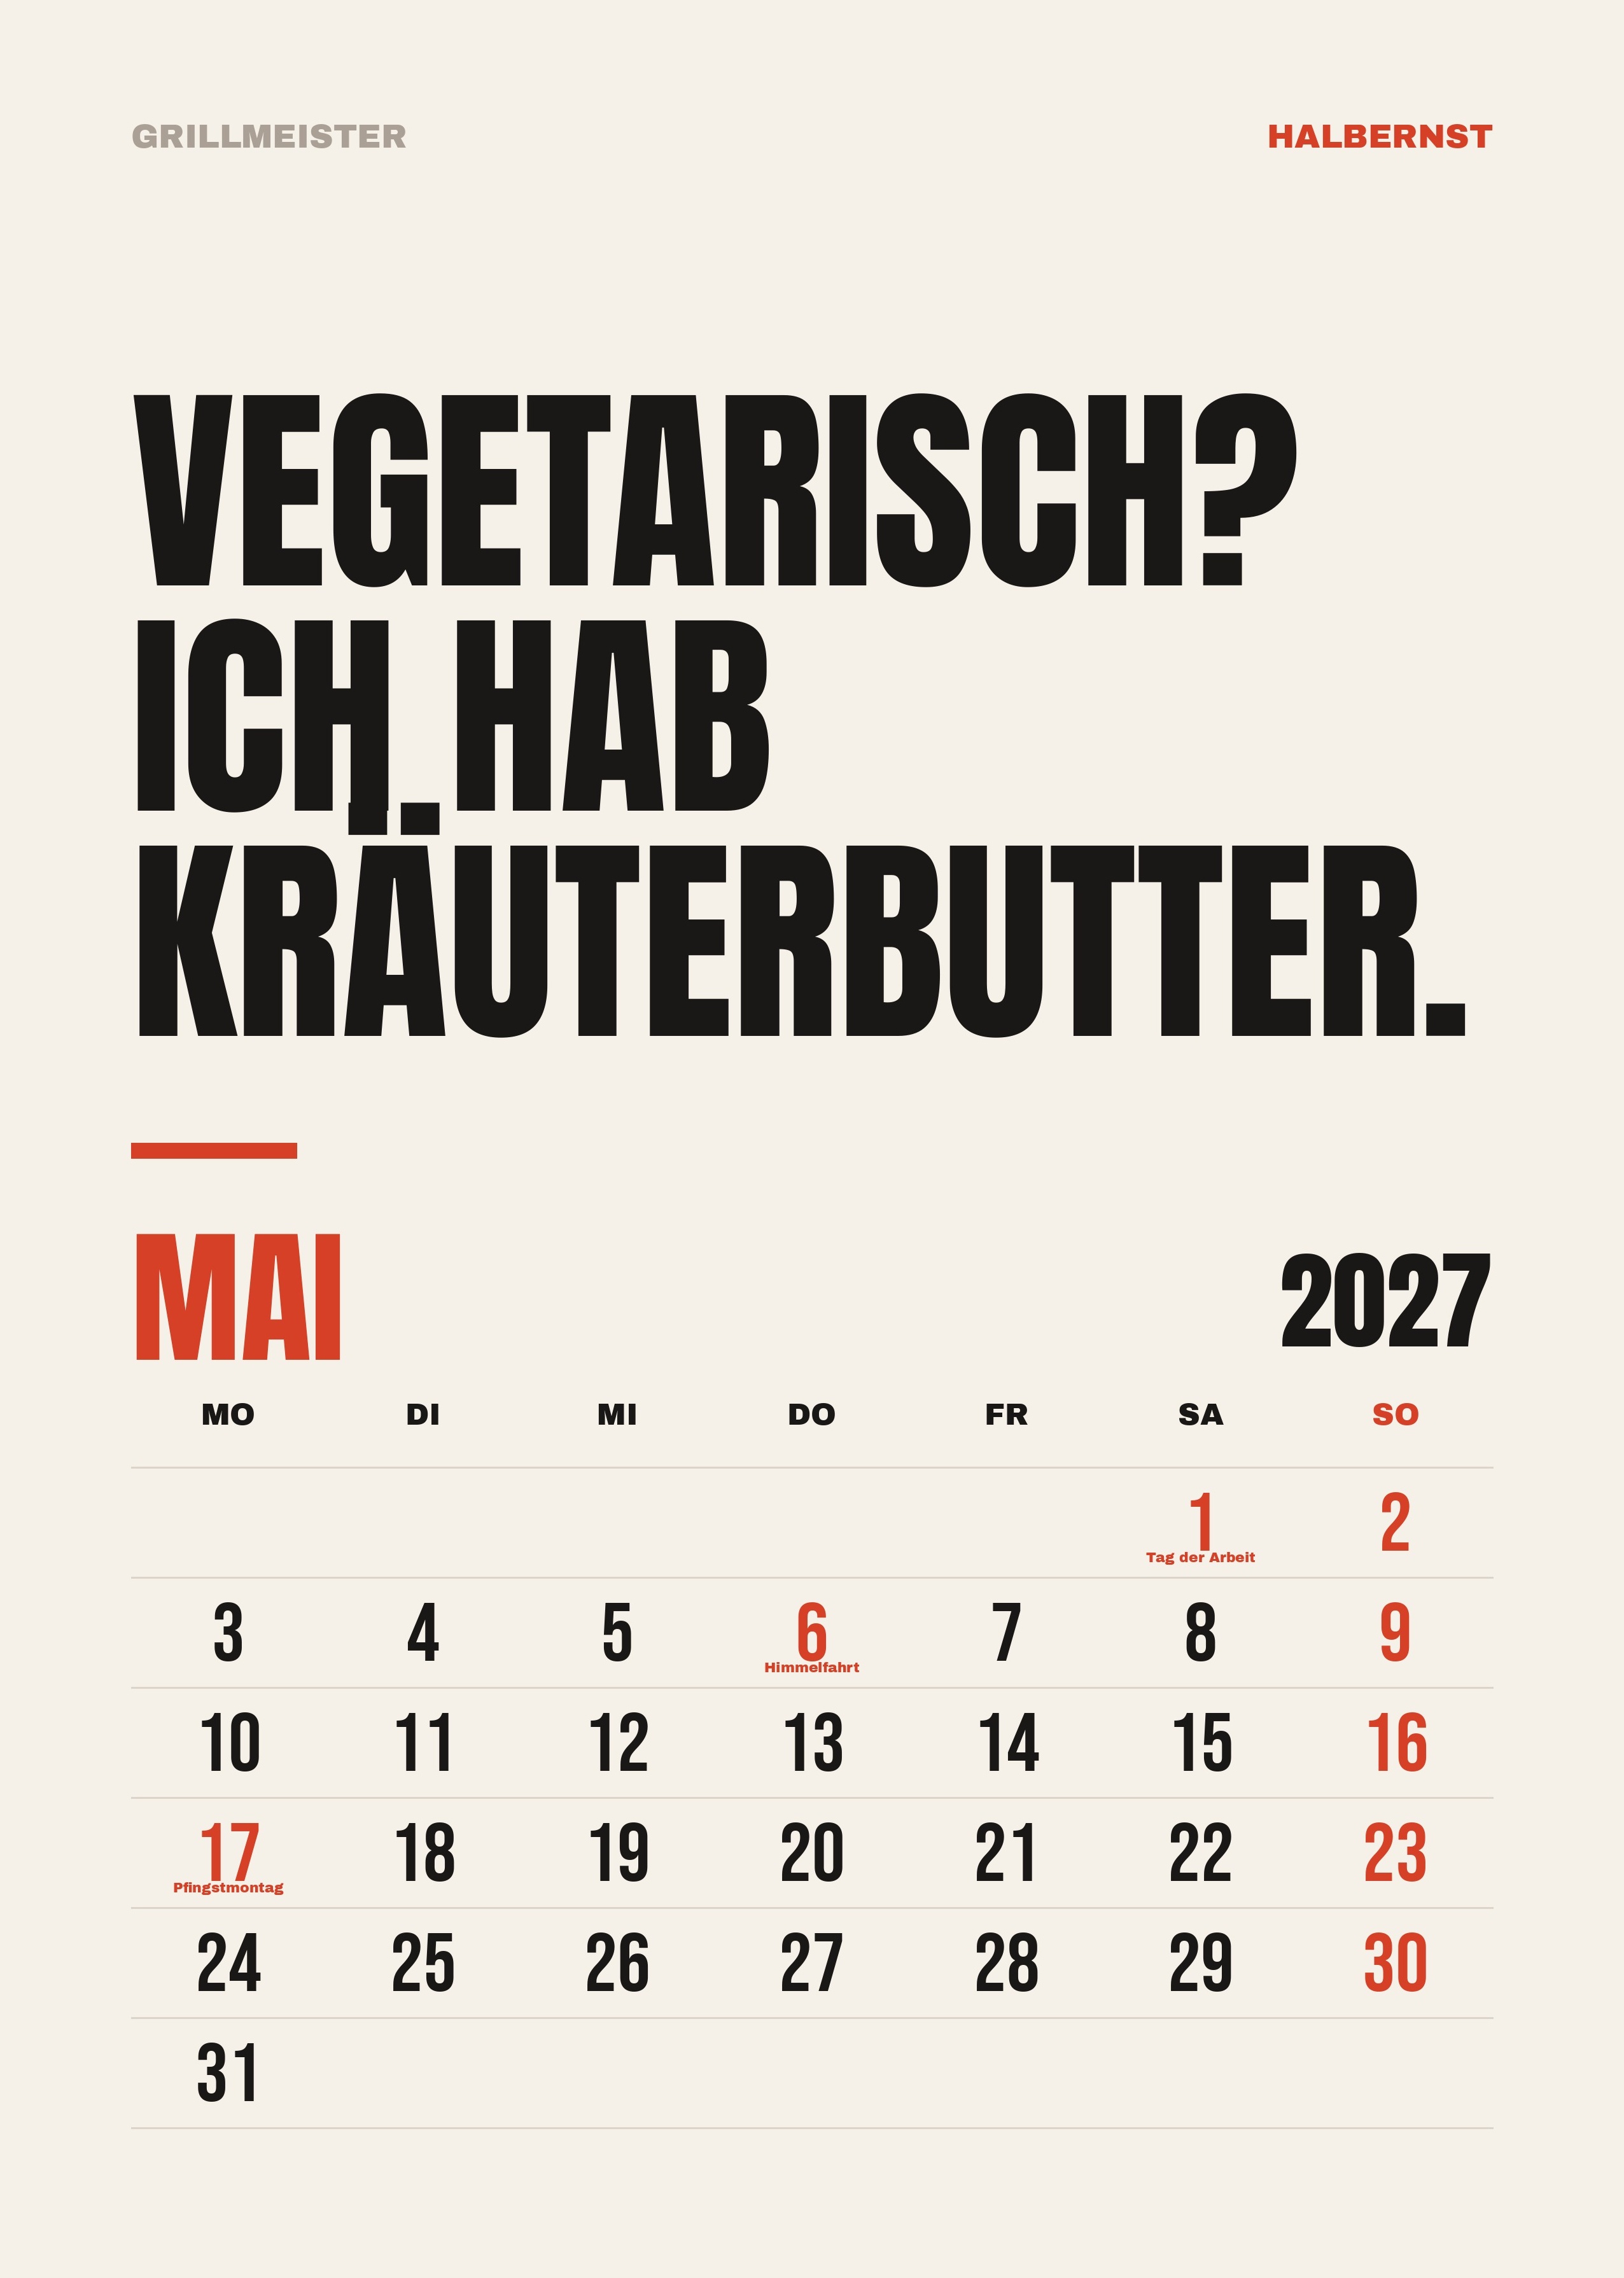 GRILLMEISTER HALBERNST
VEGETARISCH?
ICH HAB
KRÄUTERBUTTER.
MAI 2027
MO DI MI DO FR SA SO
1 2
Tag der Arbeit
3 4 5 6 7 8 9
Himmelfahrt
10 11 12 13 14 15 16
17 18 19 20 21 22 23
Pfingstmontag
24 25 26 27 28 29 30
31